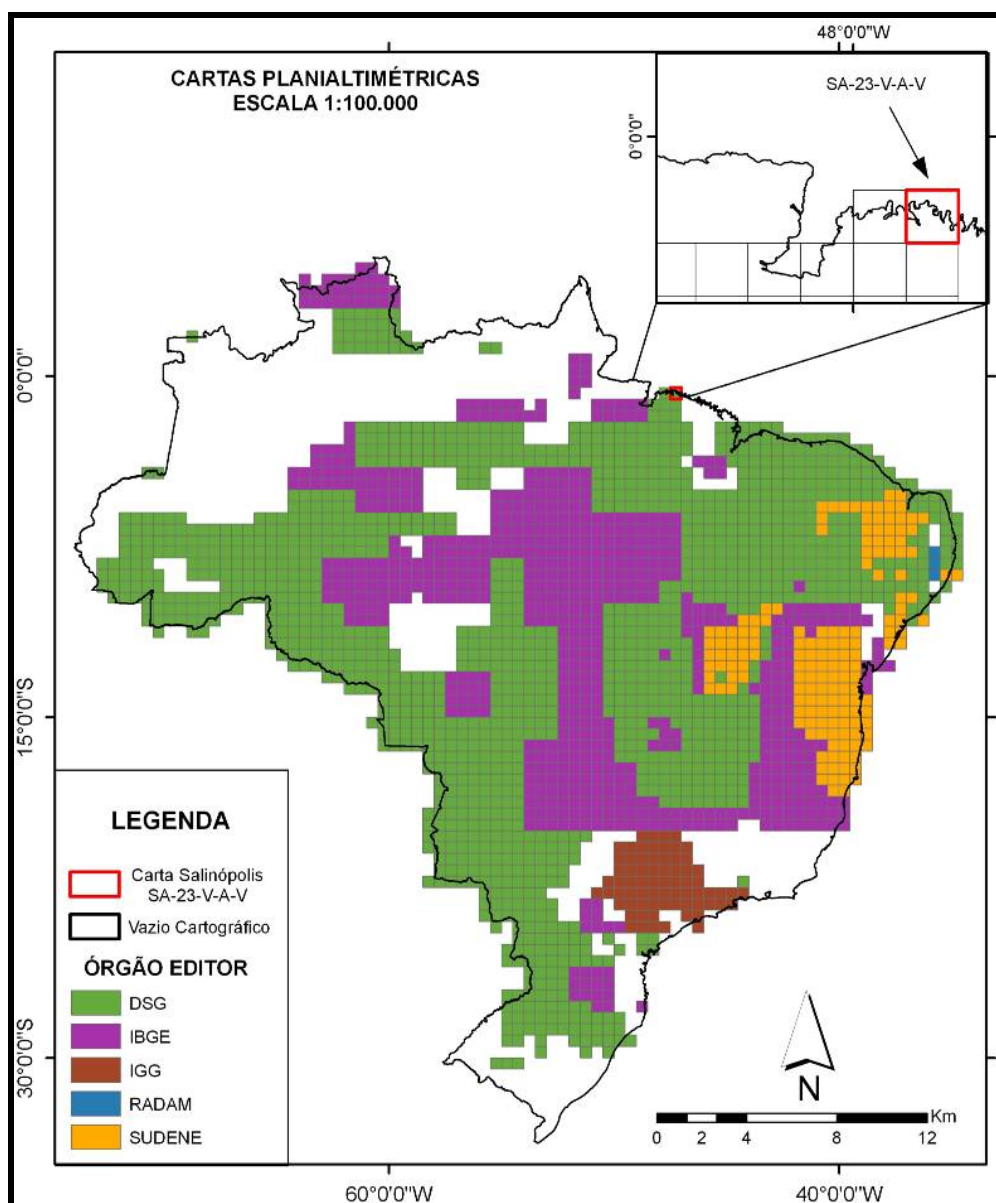 48°0'0"W
CARTAS PLANIALTIMÉTRICAS
ESCALA 1:100.000
SA-23-V-A-V
0°0'0"
0°0'0"
15°0'0"S
30°0'0"S
LEGENDA
Carta Salinópolis
SA-23-V-A-V
Vazio Cartográfico
ÓRGÃO EDITOR
DSG
IBGE
IGG
RADAM
SUDENE
N
Km
0 2 4 8 12
60°0'0"W
40°0'0"W